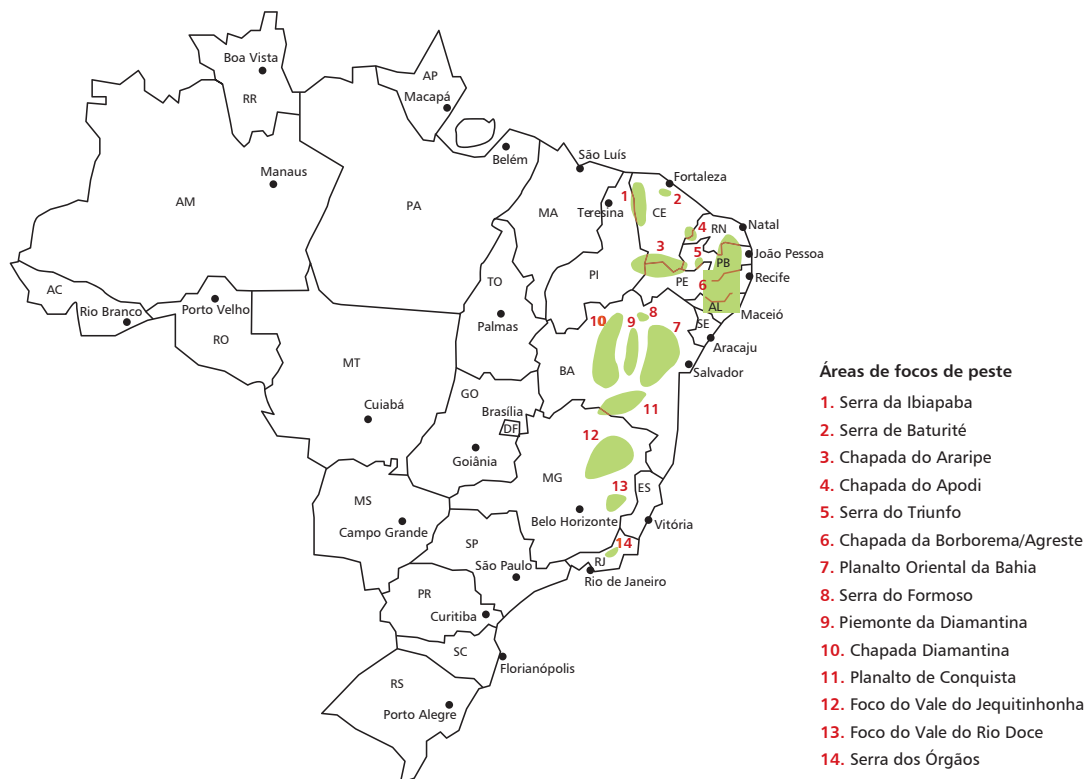 Boa Vista
RR
AP
Macapá
Belém
São Luís
Fortaleza
Manaus
AM
PA
MA
Teresina
1
CE
2
4
RN
Natal
3
5
PB
João Pessoa
PI
PE
6
Recife
AL
Maceió
AC
Rio Branco
Porto Velho
RO
TO
Palmas
10
9
8
7
SE
Aracaju
BA
Salvador
MT
Cuiabá
GO
Brasília
DF
Goiânia
11
12
MG
13
ES
Belo Horizonte
Vitória
MS
Campo Grande
SP
São Paulo
14
RJ
Rio de Janeiro
PR
Curitiba
SC
Florianópolis
RS
Porto Alegre
Áreas de focos de peste
1. Serra da Ibiapaba
2. Serra de Baturité
3. Chapada do Araripe
4. Chapada do Apodi
5. Serra do Triunfo
6. Chapada da Borborema/Agreste
7. Planalto Oriental da Bahia
8. Serra do Formoso
9. Piemonte da Diamantina
10. Chapada Diamantina
11. Planalto de Conquista
12. Foco do Vale do Jequitinhonha
13. Foco do Vale do Rio Doce
14. Serra dos Órgãos